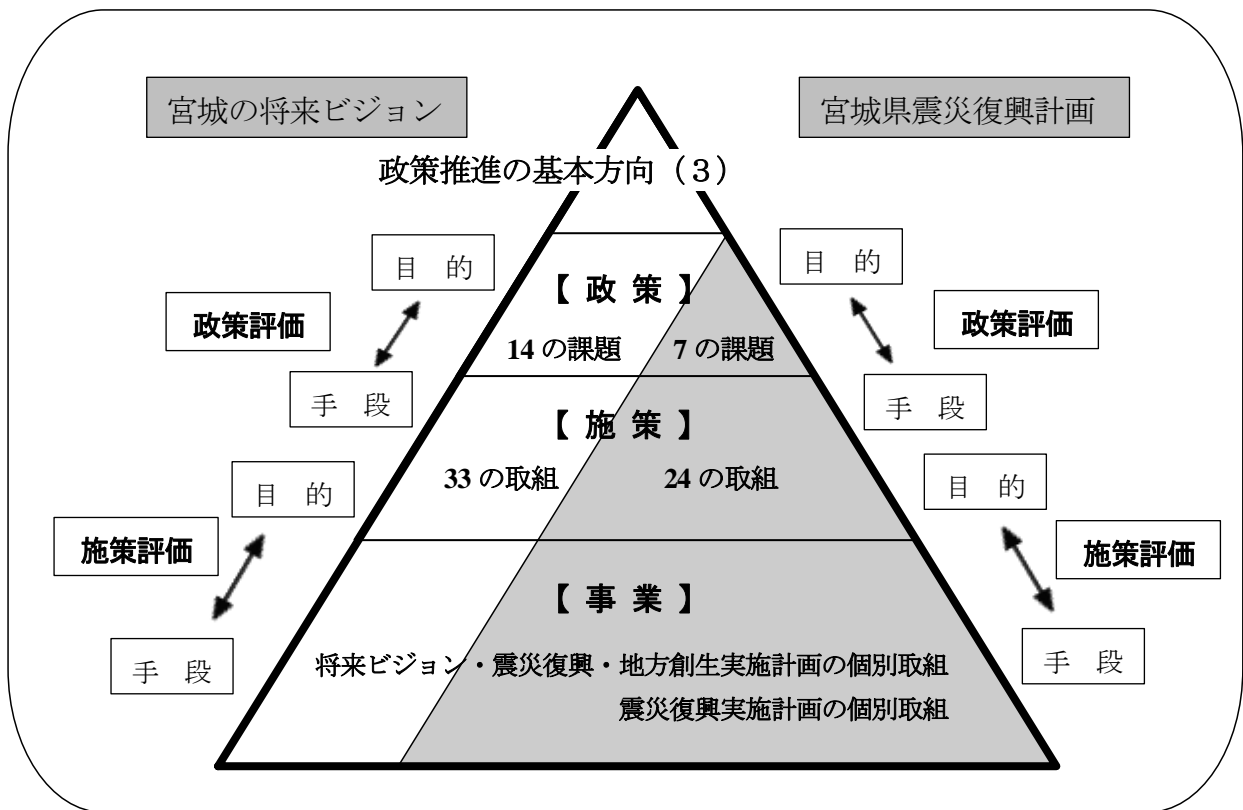 宮城の将来ビジョン
宮城県震災復興計画
政策推進の基本方向（３）
目　的
目　的
【 政 策 】
政策評価
政策評価
14 の課題
7 の課題
手　段
手　段
【 施 策 】
33 の取組
24 の取組
目　的
目　的
施策評価
施策評価
【 事 業 】
手　段
手　段
将来ビジョン・震災復興・地方創生実施計画の個別取組
震災復興実施計画の個別取組